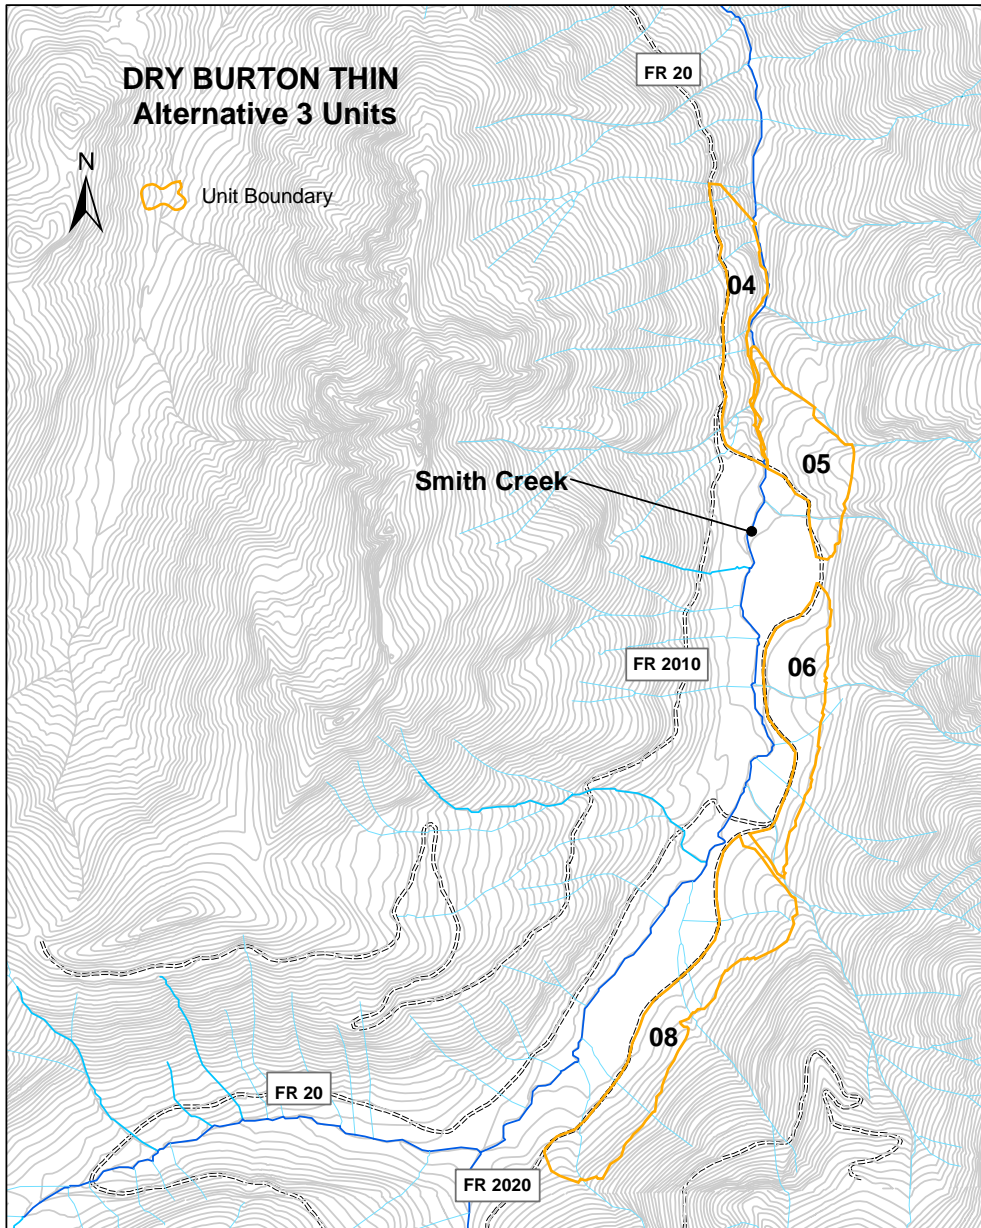 DRY BURTON THIN
Alternative 3 Units
N
Unit Boundary
FR 20
04
05
Smith Creek
FR 2010
06
08
FR 20
FR 2020